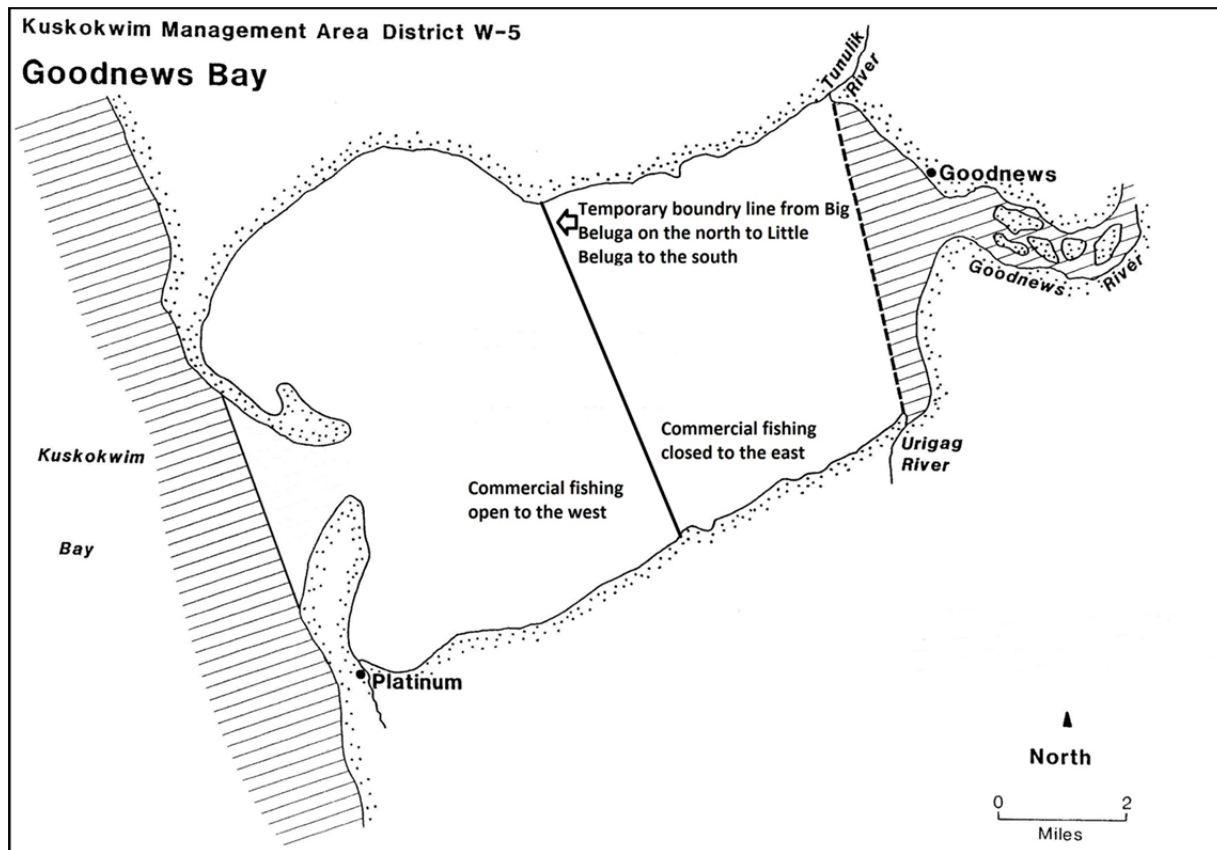 Kuskokwim Management Area District W-5
Goodnews Bay
Tunulik
River
Goodnews
Temporary boundry line from Big
Beluga on the north to Little
Beluga to the south
Goodnews River
Commercial fishing
closed to the east
Urigag
River
Kuskokwim
Bay
Commercial fishing
open to the west
Platinum
North
0 2
Miles